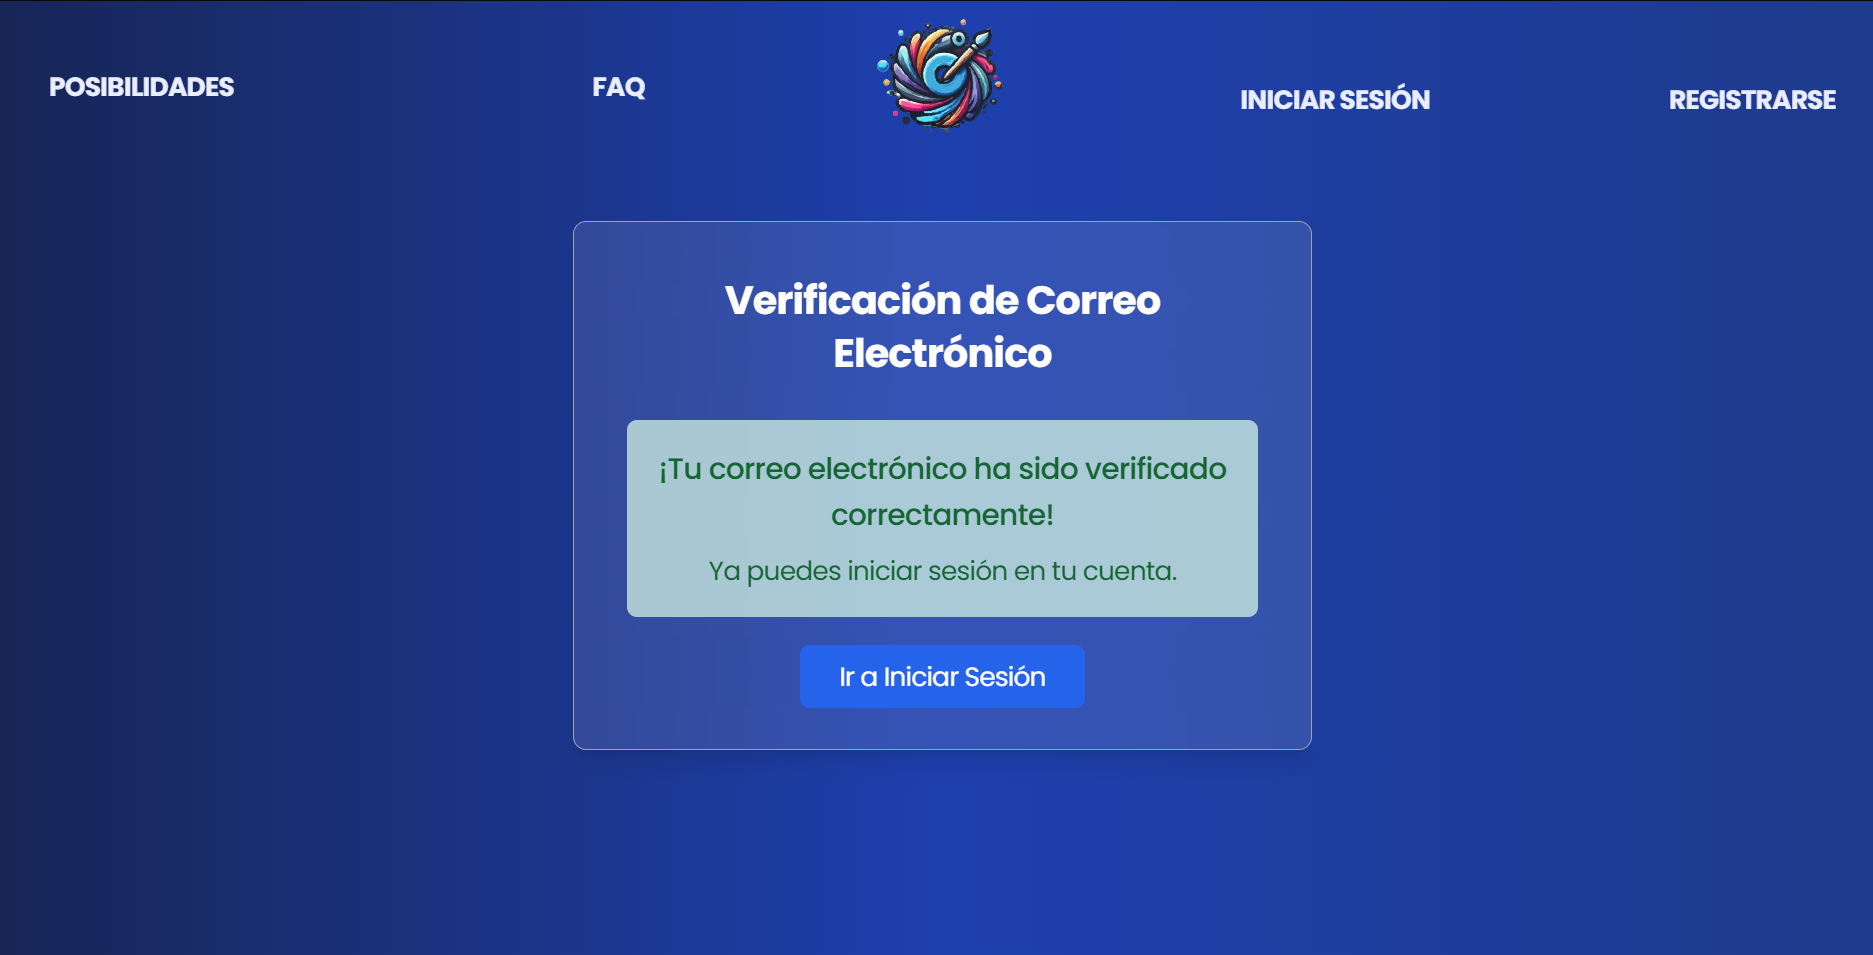 POSIBILIDADES
FAQ
INICIAR SESIÓN
REGISTRARSE
Verificación de Correo
Electrónico
¡Tu correo electrónico ha sido verificado
correctamente!
Ya puedes iniciar sesión en tu cuenta.
Ir a Iniciar Sesión